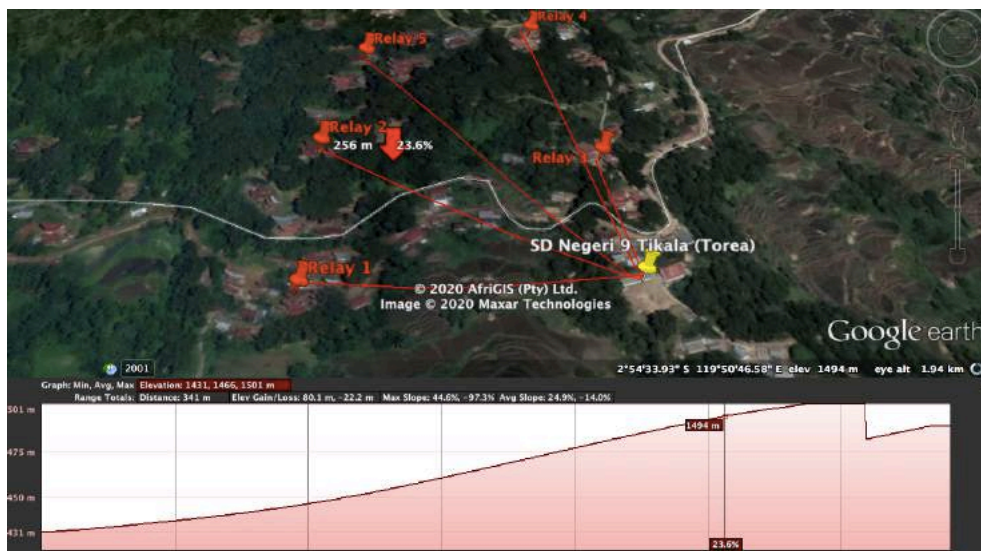 Relay 4
Relay 5
Relay 2
256 m 23.6%
Relay 3
SD Negeri 9 Tikala (Torea)
Relay 1
© 2020 AfriGIS (Pty) Ltd.
Image © 2020 Maxar Technologies
Google earth
2001
2°54'33.93" S 119°50'46.58" E elev 1494 m eye alt 1.94 km
Graph: Min, Avg, Max Elevation: 1431, 1466, 1501 m
Range Totals: Distance: 341 m Elev Gain/Loss: 80.1 m, -22.2 m Max Slope: 44.6%, -97.3% Avg Slope: 24.9%, -14.0%
501 m
1494 m
475 m
450 m
431 m
23.6%